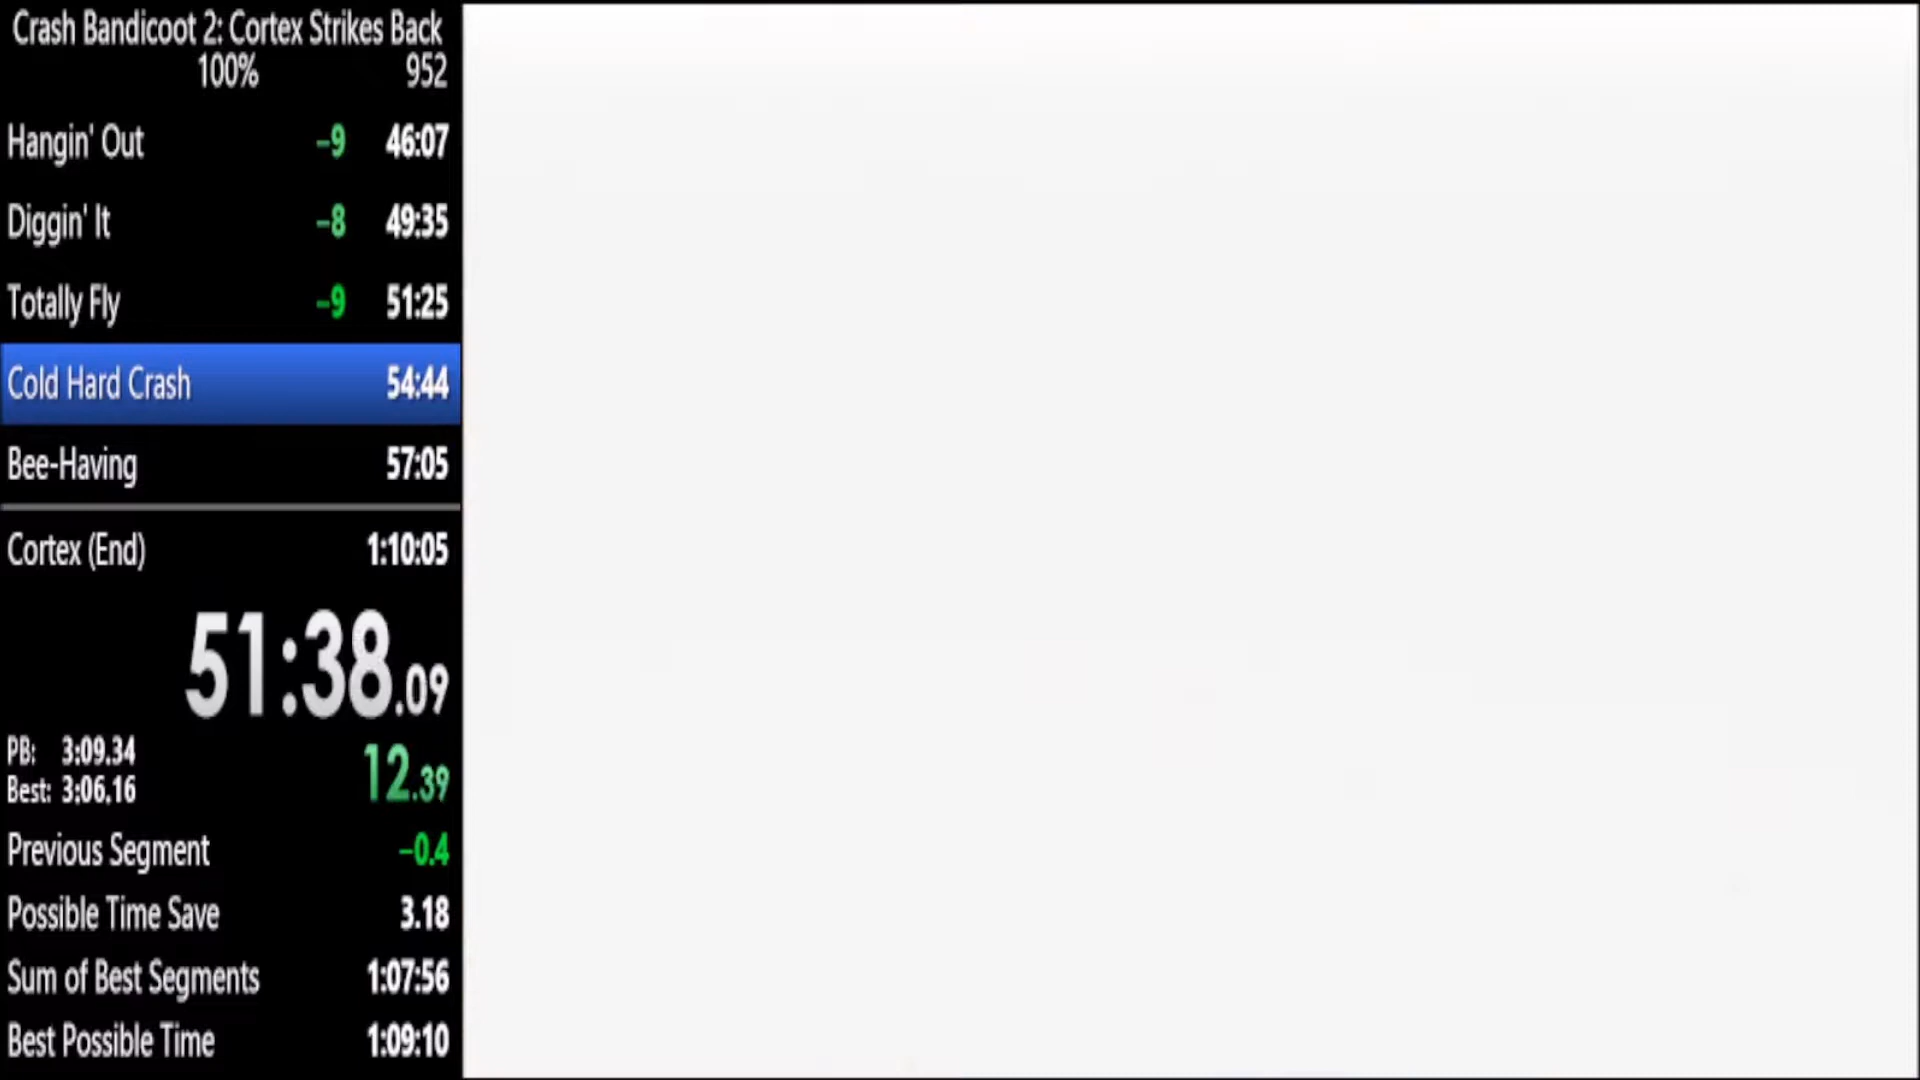 Crash Bandicoot 2: Cortex Strikes Back
100% 952
Hangin' Out −9 46:07
Diggin' It −8 49:35
Totally Fly −9 51:25
Cold Hard Crash 54:44
Bee-Having 57:05
Cortex (End) 1:10:05
51:38.09
PB: 3:09.34 12.39
Best: 3:06.16
Previous Segment −0.4
Possible Time Save 3.18
Sum of Best Segments 1:07:56
Best Possible Time 1:09:10